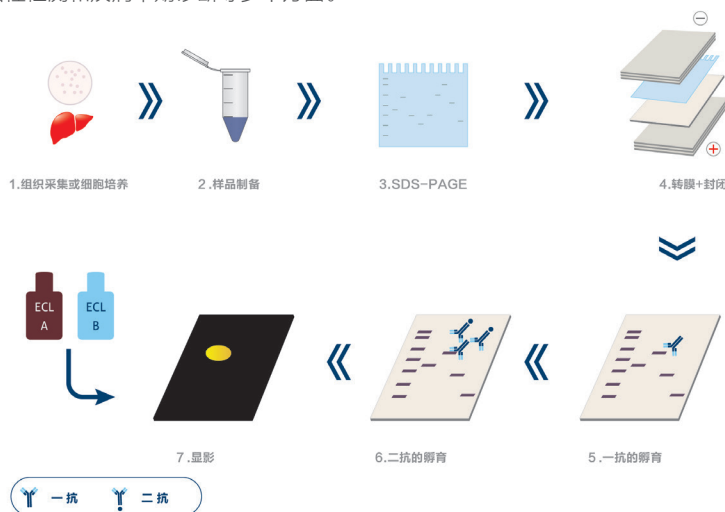 1.组织采集或细胞培养
2.样品制备
3.SDS-PAGE
4.转膜+封闭
ECL
A
ECL
B
7.显影
6.二抗的孵育
5.一抗的孵育
一抗
二抗